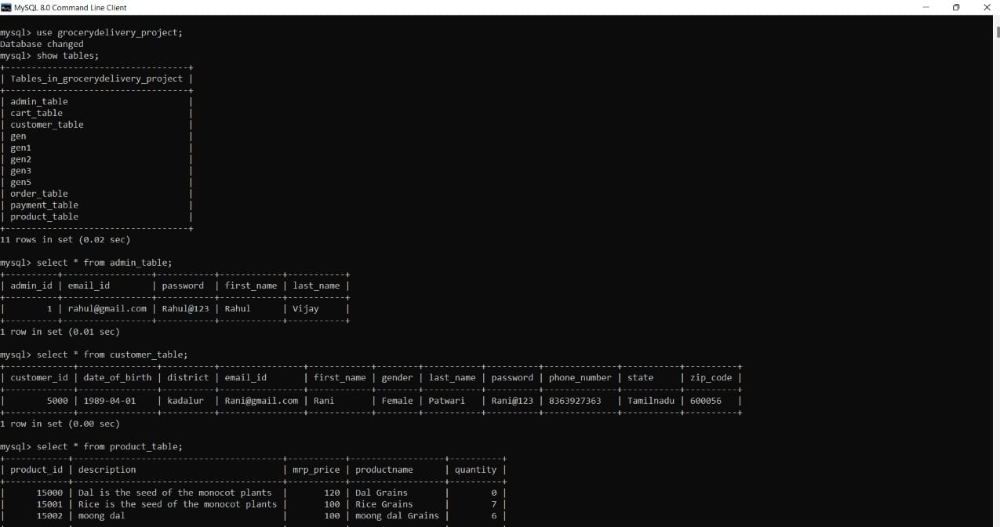 MySQL 8.0 Command Line Client
mysql> use grocerydelivery_project;
Database changed
mysql> show tables;
+-----------------------------------+
| Tables_in_grocerydelivery_project |
+-----------------------------------+
| admin_table                       |
| cart_table                        |
| customer_table                    |
| gen                               |
| gen1                              |
| gen2                              |
| gen3                              |
| gen5                              |
| order_table                       |
| payment_table                     |
| product_table                     |
+-----------------------------------+
11 rows in set (0.02 sec)
mysql> select * from admin_table;
+----------+-----------------+-----------+------------+-----------+
| admin_id | email_id        | password  | first_name | last_name |
+----------+-----------------+-----------+------------+-----------+
|        1 | rahul@gmail.com | Rahul@123 | Rahul      | Vijay     |
+----------+-----------------+-----------+------------+-----------+
1 row in set (0.01 sec)
mysql> select * from customer_table;
+-------------+---------------+----------+----------------+------------+--------+-----------+----------+--------------+-----------+----------+
| customer_id | date_of_birth | district | email_id       | first_name | gender | last_name | password | phone_number | state     | zip_code |
+-------------+---------------+----------+----------------+------------+--------+-----------+----------+--------------+-----------+----------+
|        5000 | 1989-04-01    | kadalur  | Rani@gmail.com | Rani       | Female | Patwari   | Rani@123 | 8363927363   | Tamilnadu | 600056   |
+-------------+---------------+----------+----------------+------------+--------+-----------+----------+--------------+-----------+----------+
1 row in set (0.00 sec)
mysql> select * from product_table;
+------------+----------------------------------------+-----------+------------------+----------+
| product_id | description                            | mrp_price | productname      | quantity |
+------------+----------------------------------------+-----------+------------------+----------+
|      15000 | Dal is the seed of the monocot plants  |       120 | Dal Grains       |        0 |
|      15001 | Rice is the seed of the monocot plants |       100 | Rice Grains      |        7 |
|      15002 | moong dal                              |       100 | moong dal Grains |        6 |